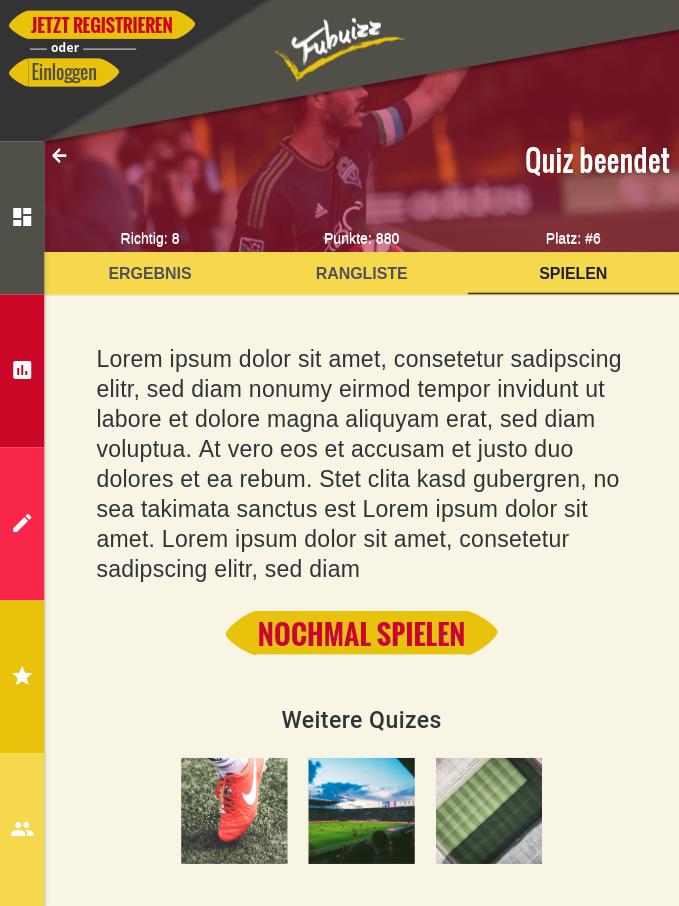 JETZT REGISTRIEREN
oder
Einloggen
Fubuizz
Quiz beendet
adidas
Richtig: 8 Punkte: 880 Platz: #6
ERGEBNIS RANGLISTE SPIELEN
Lorem ipsum dolor sit amet, consetetur sadipscing
elitr, sed diam nonumy eirmod tempor invidunt ut
labore et dolore magna aliquyam erat, sed diam
voluptua. At vero eos et accusam et justo duo
dolores et ea rebum. Stet clita kasd gubergren, no
sea takimata sanctus est Lorem ipsum dolor sit
amet. Lorem ipsum dolor sit amet, consetetur
sadipscing elitr, sed diam
NOCHMAL SPIELEN
Weitere Quizes